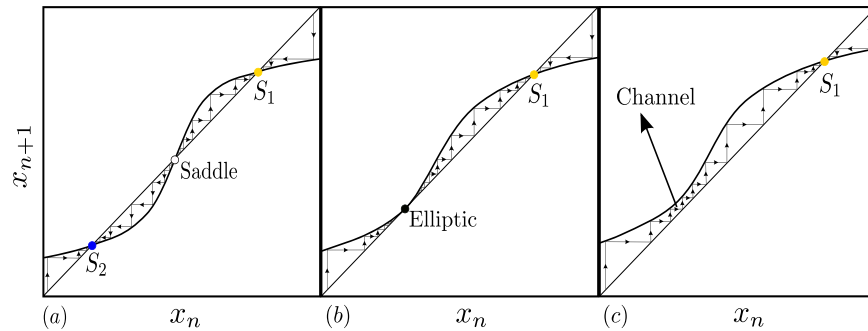 x_{n+1}
S_1
Saddle
S_2
(a)
x_n
S_1
Elliptic
(b)
x_n
Channel
S_1
(c)
x_n